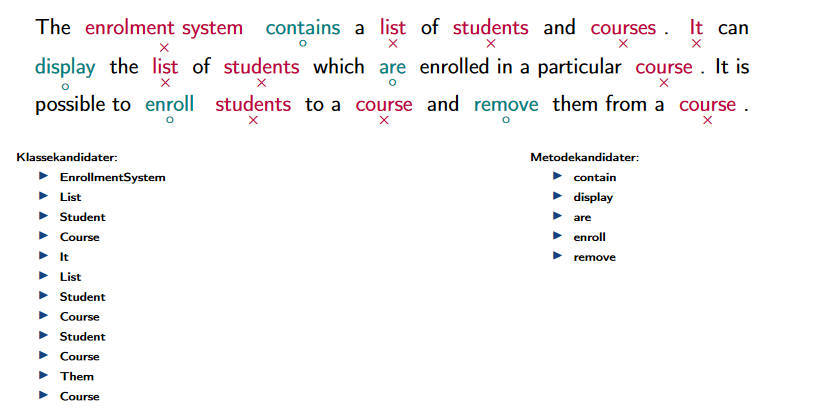 The enrolment system contains a list of students and courses . It can
display the list of students which are enrolled in a particular course . It is
possible to enroll students to a course and remove them from a course .
Klassekandidater:
EnrollmentSystem
List
Student
Course
It
List
Student
Course
Student
Course
Them
Course
Metodekandidater:
contain
display
are
enroll
remove